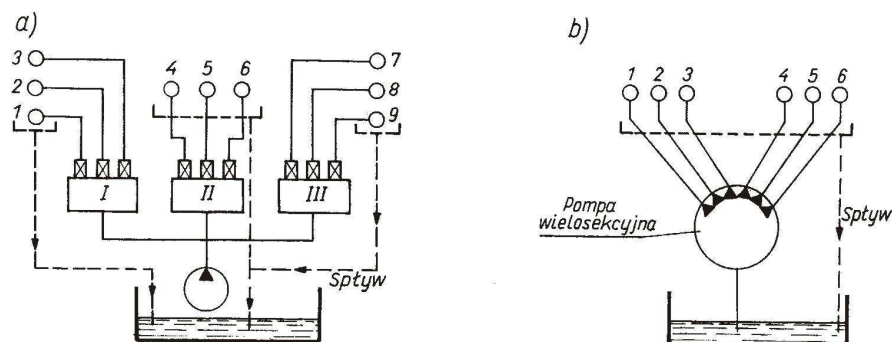 a)
3
2
1
4 5 6
7
8
9
I II III
Spływ
b)
1 2 3 4 5 6
Pompa
wielosekcyjna
Spływ